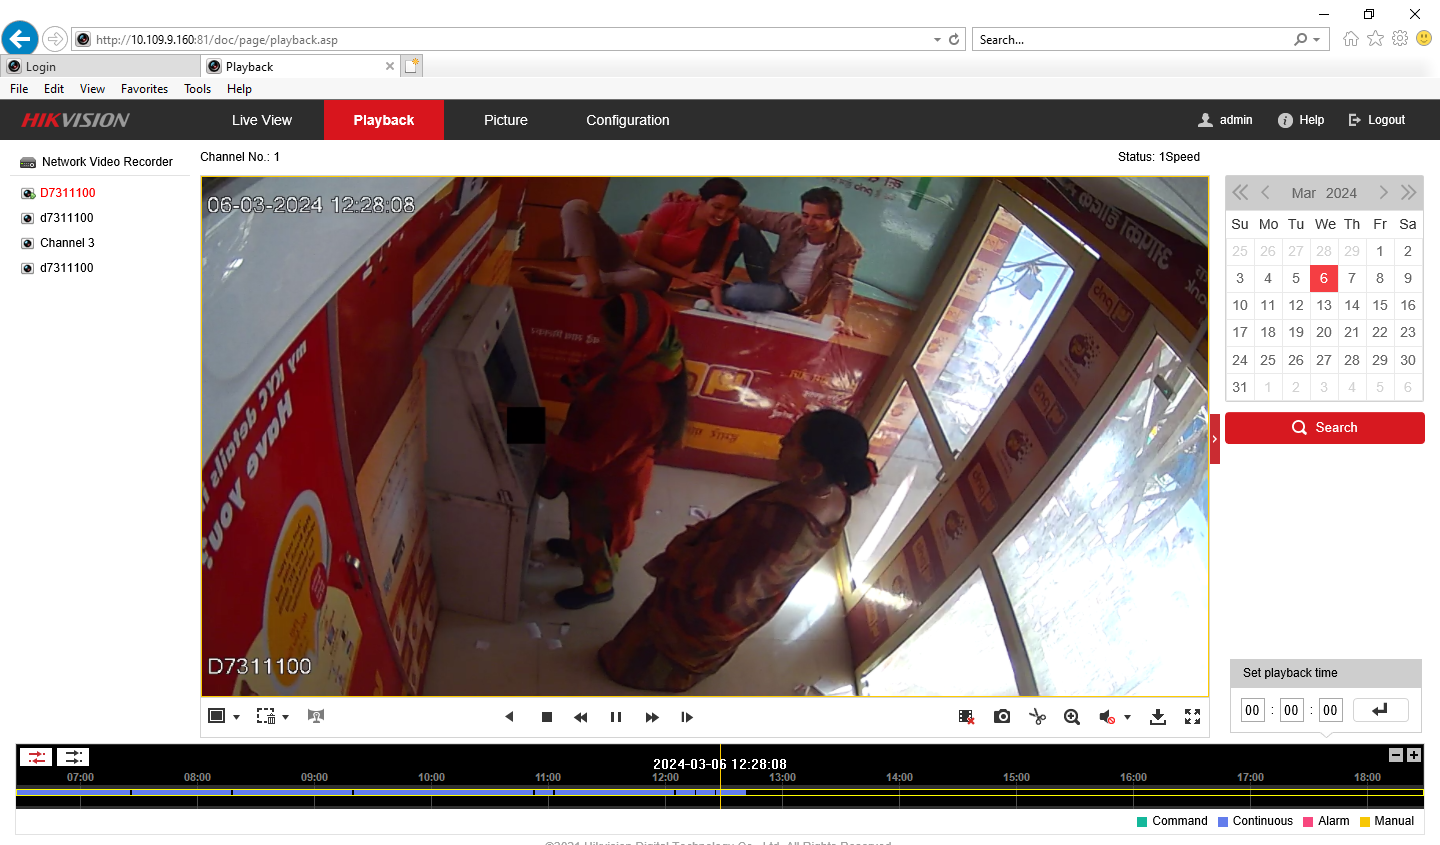 http://10.109.9.160:81/doc/page/playback.asp
Search...
Login
Playback
File Edit View Favorites Tools Help
HIKVISION
Live View
Playback
Picture
Configuration
admin
Help
Logout
Network Video Recorder
D7311100
d7311100
Channel 3
d7311100
Channel No.: 1
Status: 1Speed
06-03-2024 12:28:08
my KYC details i
Have You
pnb
D7311100
Mar 2024
Su Mo Tu We Th Fr Sa
25 26 27 28 29 1 2
3 4 5 6 7 8 9
10 11 12 13 14 15 16
17 18 19 20 21 22 23
24 25 26 27 28 29 30
31 1 2 3 4 5 6
Search
Set playback time
00 : 00 : 00
2024-03-06 12:28:08
07:00 08:00 09:00 10:00 11:00 12:00 13:00 14:00 15:00 16:00 17:00 18:00
Command Continuous Alarm Manual